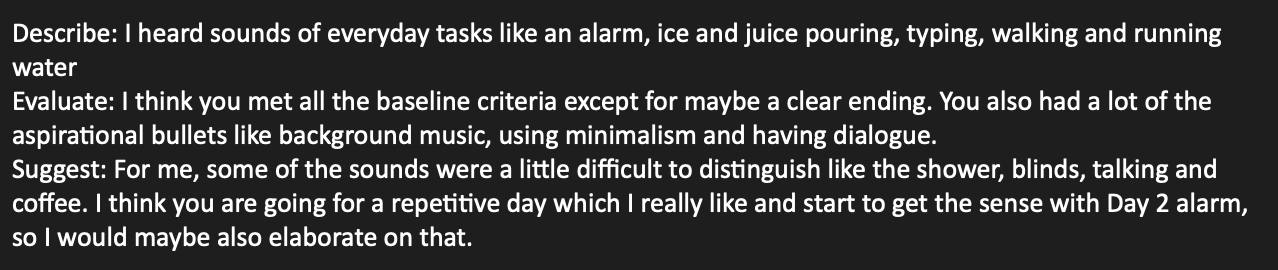 Describe: I heard sounds of everyday tasks like an alarm, ice and juice pouring, typing, walking and running
water
Evaluate: I think you met all the baseline criteria except for maybe a clear ending. You also had a lot of the
aspirational bullets like background music, using minimalism and having dialogue.
Suggest: For me, some of the sounds were a little difficult to distinguish like the shower, blinds, talking and
coffee. I think you are going for a repetitive day which I really like and start to get the sense with Day 2 alarm,
so I would maybe also elaborate on that.